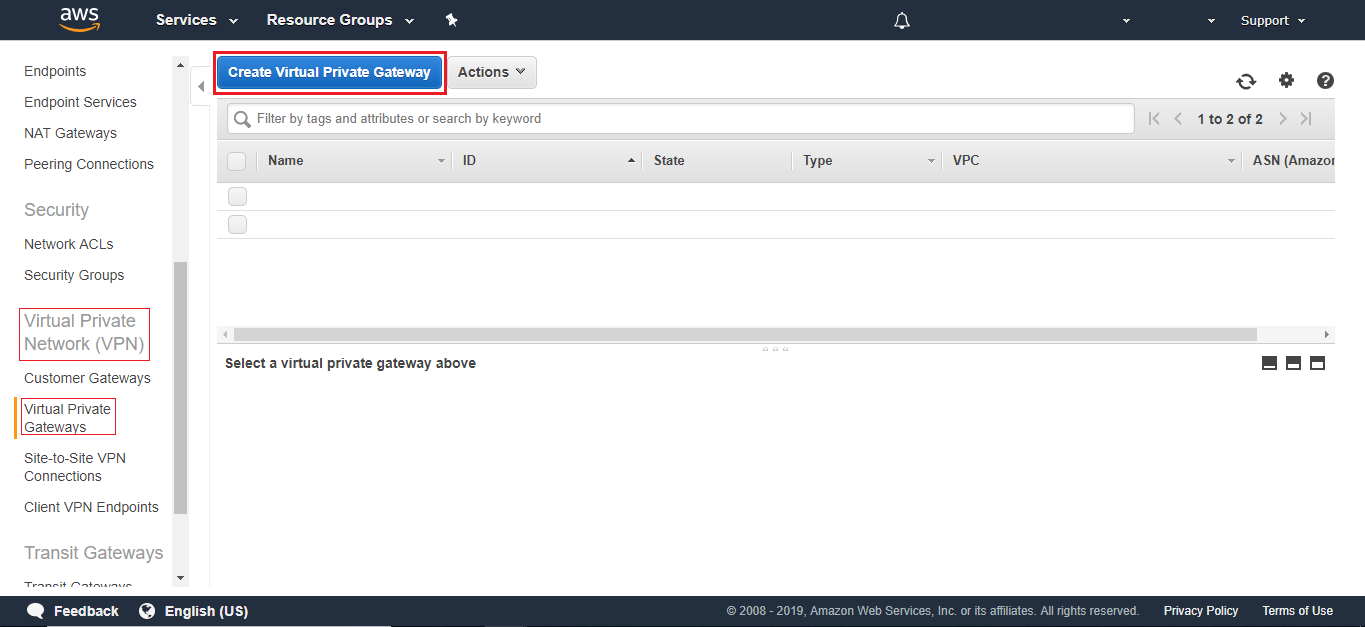 aws Services Resource Groups Support
Endpoints
Endpoint Services
NAT Gateways
Peering Connections
Security
Network ACLs
Security Groups
Virtual Private
Network (VPN)
Customer Gateways
Virtual Private
Gateways
Site-to-Site VPN
Connections
Client VPN Endpoints
Transit Gateways
Transit Gateways
Create Virtual Private Gateway Actions
Filter by tags and attributes or search by keyword 1 to 2 of 2
Name ID State Type VPC ASN (Amazon
Select a virtual private gateway above
Feedback English (US) © 2008 - 2019, Amazon Web Services, Inc. or its affiliates. All rights reserved. Privacy Policy Terms of Use